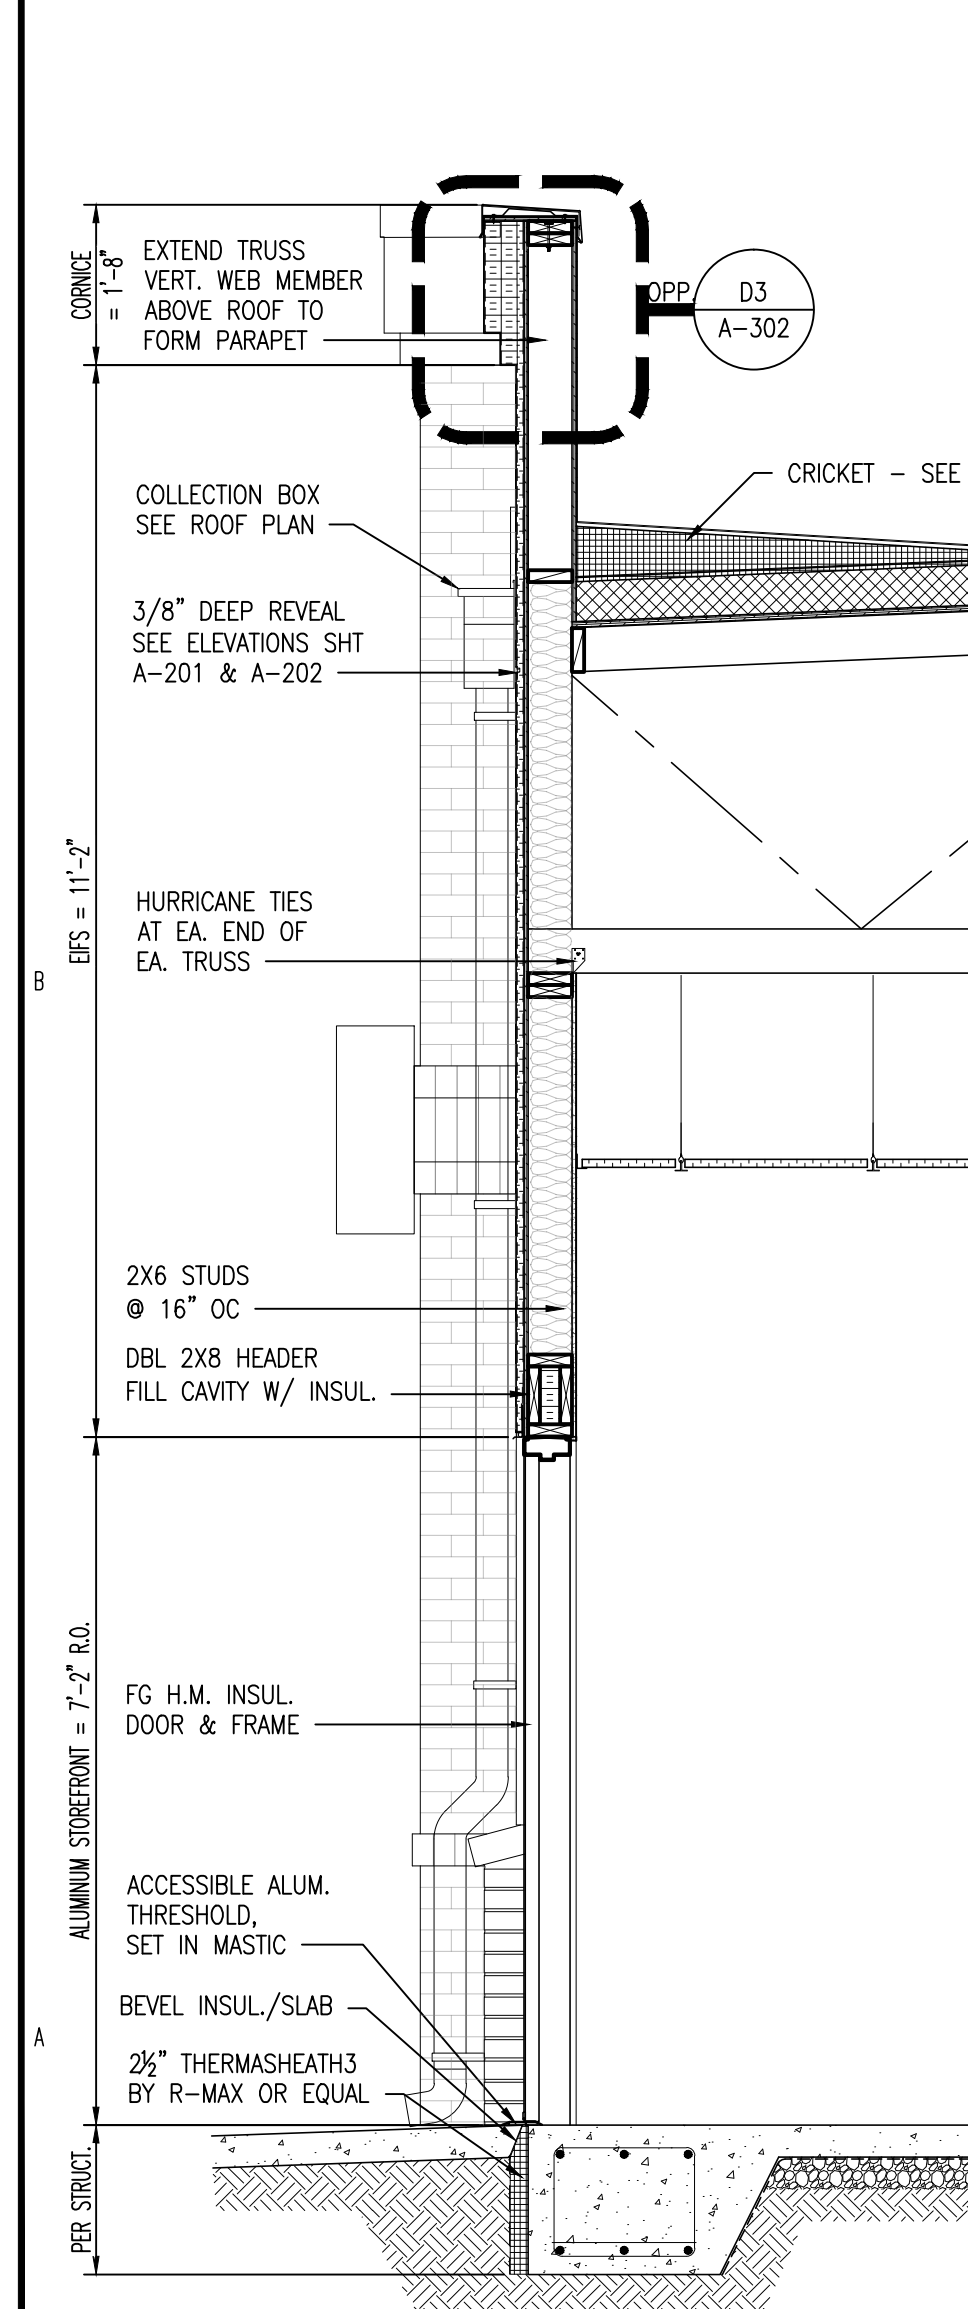 CORNICE
= 1'-8"
EXTEND TRUSS
VERT. WEB MEMBER
ABOVE ROOF TO
FORM PARAPET
OPP.
D3
A-302
CRICKET - SEE
COLLECTION BOX
SEE ROOF PLAN
3/8" DEEP REVEAL
SEE ELEVATIONS SHT
A-201 & A-202
EIFS = 11'-2"
HURRICANE TIES
AT EA. END OF
EA. TRUSS
B
2X6 STUDS
@ 16" OC
DBL 2X8 HEADER
FILL CAVITY W/ INSUL.
ALUMINUM STOREFRONT = 7'-2" R.O.
FG H.M. INSUL.
DOOR & FRAME
ACCESSIBLE ALUM.
THRESHOLD,
SET IN MASTIC
BEVEL INSUL./SLAB
A
2½" THERMASHEATH3
BY R-MAX OR EQUAL
PER STRUCT.